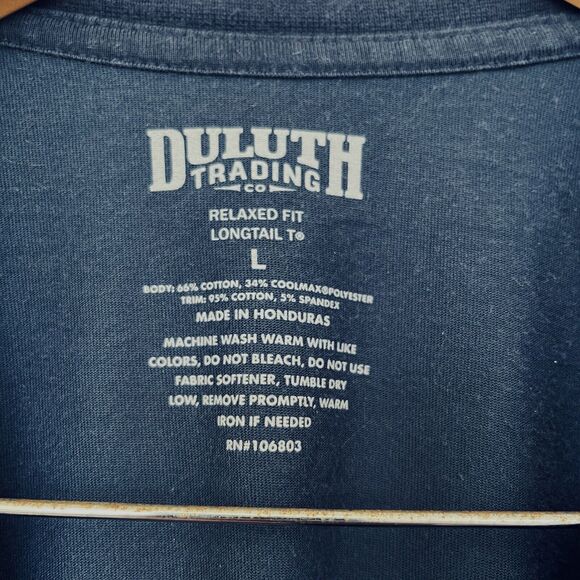 DULUTH
TRADING
CO
RELAXED FIT
LONGTAIL T®
L
BODY: 66% COTTON, 34% COOLMAX®POLYESTER
TRIM: 95% COTTON, 5% SPANDEX
MADE IN HONDURAS
MACHINE WASH WARM WITH LIKE
COLORS, DO NOT BLEACH, DO NOT USE
FABRIC SOFTENER, TUMBLE DRY
LOW, REMOVE PROMPTLY, WARM
IRON IF NEEDED
RN#106803